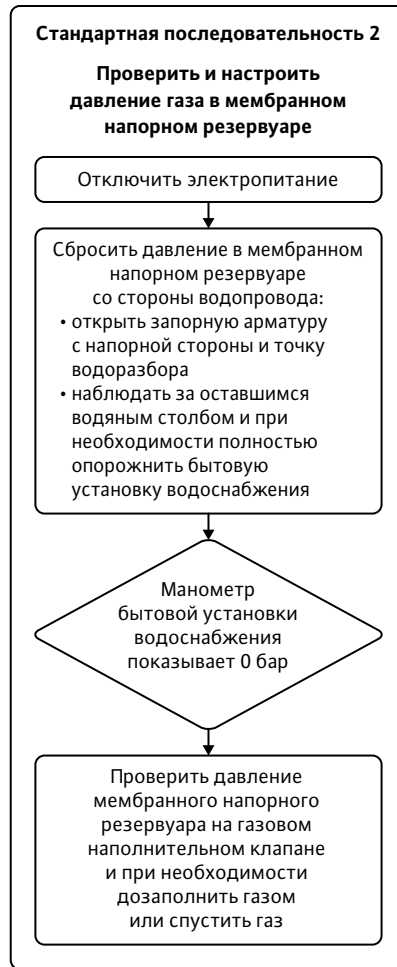 Стандартная последовательность 2
Проверить и настроить
давление газа в мембранном
напорном резервуаре
Отключить электропитание
Сбросить давление в мембранном
напорном резервуаре
со стороны водопровода:
• открыть запорную арматуру
с напорной стороны и точку
водоразбора
• наблюдать за оставшимся
водяным столбом и при
необходимости полностью
опорожнить бытовую
установку водоснабжения
Манометр
бытовой установки
водоснабжения
показывает 0 бар
Проверить давление
мембранного напорного
резервуара на газовом
наполнительном клапане
и при необходимости
дозаполнить газом
или спустить газ